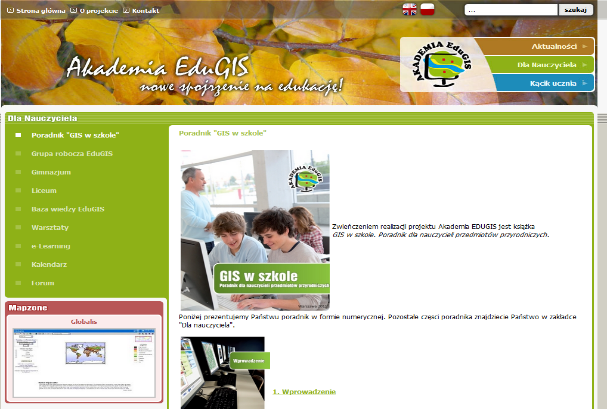 Strona główna O projekcie Kontakt
...
szukaj
Akademia EduGIS
nowe spojrzenie na edukację!
AKADEMIA EduGIS
Aktualności
Dla Nauczyciela
Kącik ucznia
Dla Nauczyciela
Poradnik "GIS w szkole"
Grupa robocza EduGIS
Gimnazjum
Liceum
Baza wiedzy EduGIS
Warsztaty
e-Learning
Kalendarz
Forum
Mapzone
Globalis
Poradnik "GIS w szkole"
AKADEMIA EduGIS
GIS w szkole
Poradnik dla nauczycieli przedmiotów przyrodniczych
Zwieńczeniem realizacji projektu Akademia EDUGIS jest książka
GIS w szkole. Poradnik dla nauczycieli przedmiotów przyrodniczych.
Poniżej prezentujemy Państwu poradnik w formie numerycznej. Pozostałe części poradnika znajdziecie Państwo w zakładce
"Dla nauczyciela".
Wprowadzenie
1. Wprowadzenie